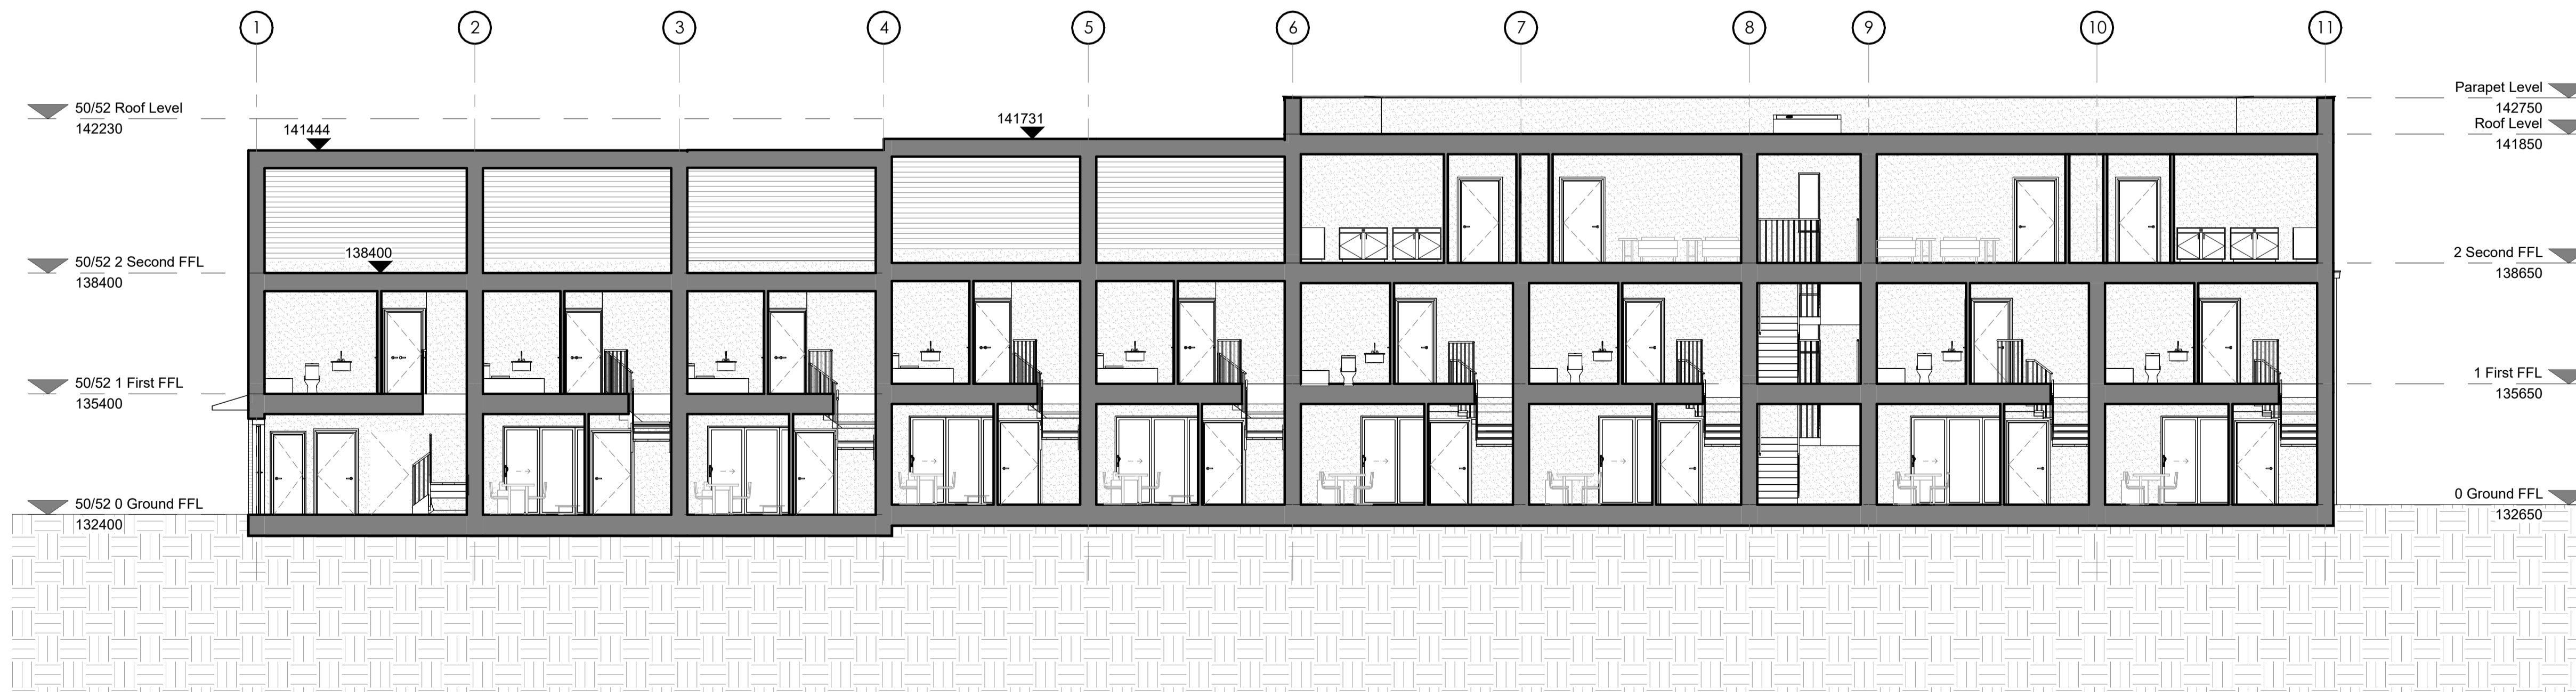 1
2
3
4
5
6
7
8
9
10
11
50/52 Roof Level
142230
141444
141731
Parapet Level
142750
Roof Level
141850
50/52 2 Second FFL
138400
138400
2 Second FFL
138650
50/52 1 First FFL
135400
1 First FFL
135650
50/52 0 Ground FFL
132400
0 Ground FFL
132650